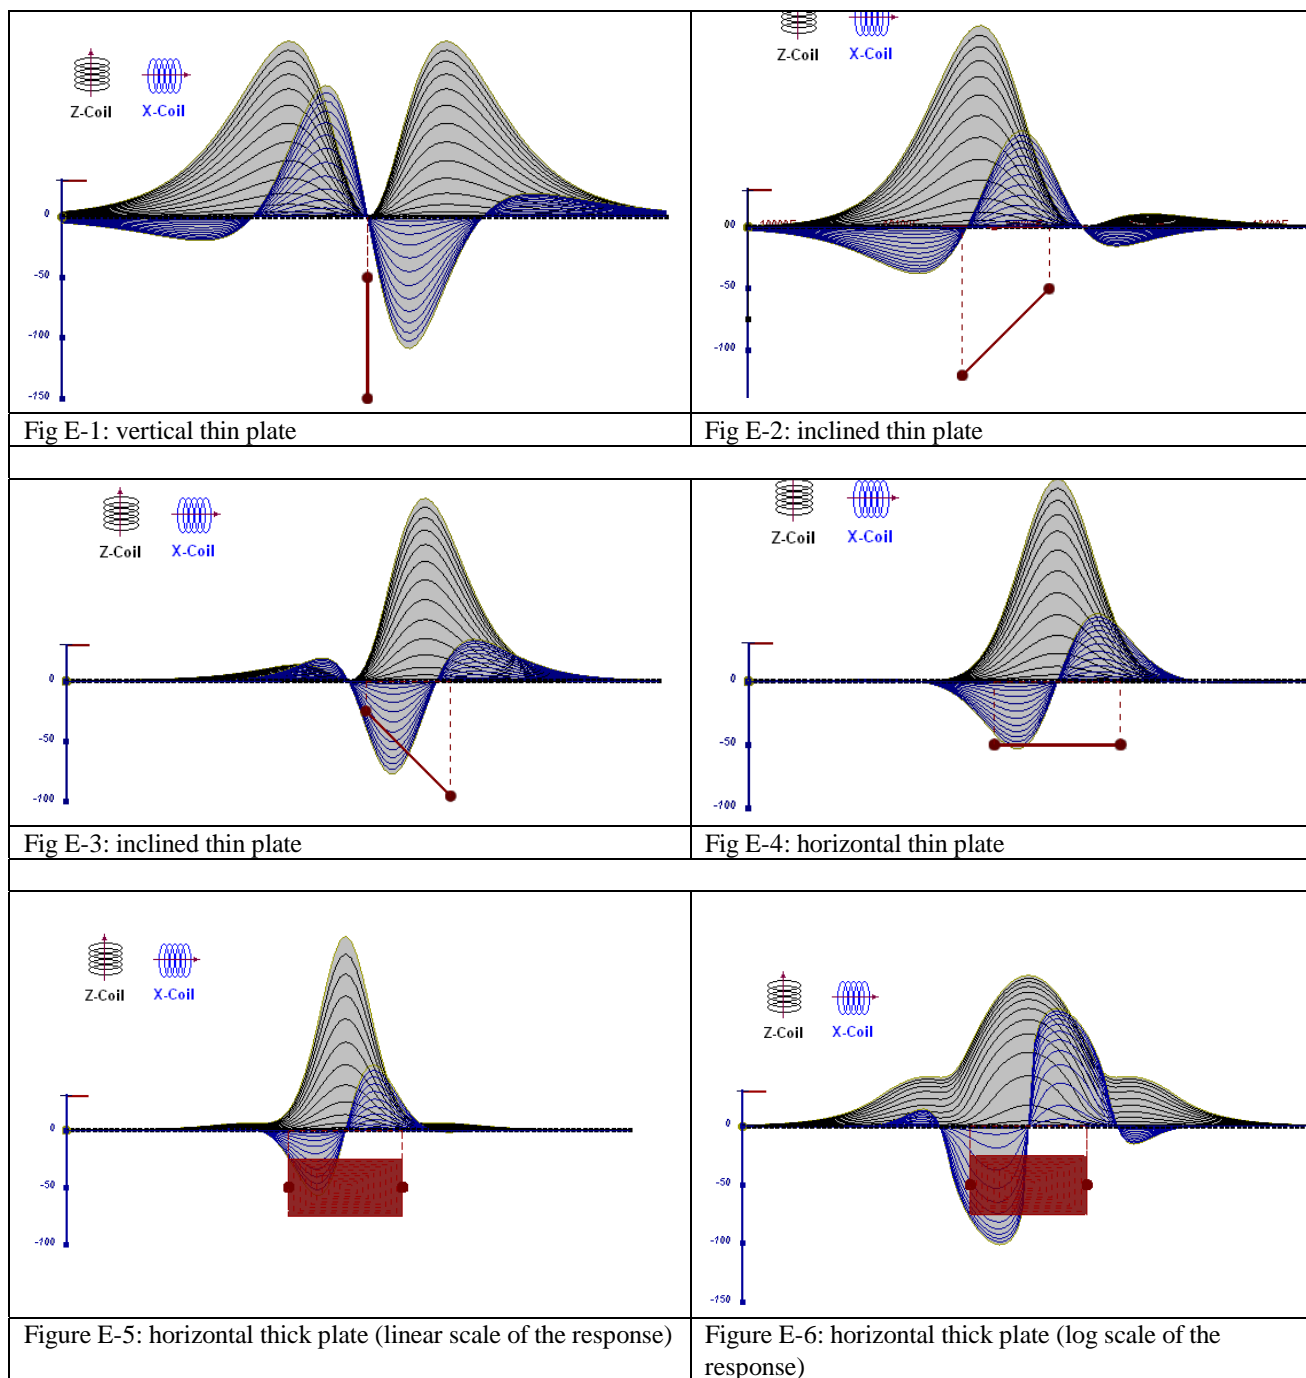 Z-Coil X-Coil
0
-50
-100
-150
Fig E-1: vertical thin plate
Z-Coil X-Coil
00
-50
-100
Fig E-2: inclined thin plate
Z-Coil X-Coil
0
-50
-100
Fig E-3: inclined thin plate
Z-Coil X-Coil
0
-50
-100
Fig E-4: horizontal thin plate
Z-Coil X-Coil
0
-50
-100
Figure E-5: horizontal thick plate (linear scale of the response)
Z-Coil X-Coil
0
-50
-100
-150
Figure E-6: horizontal thick plate (log scale of the
response)